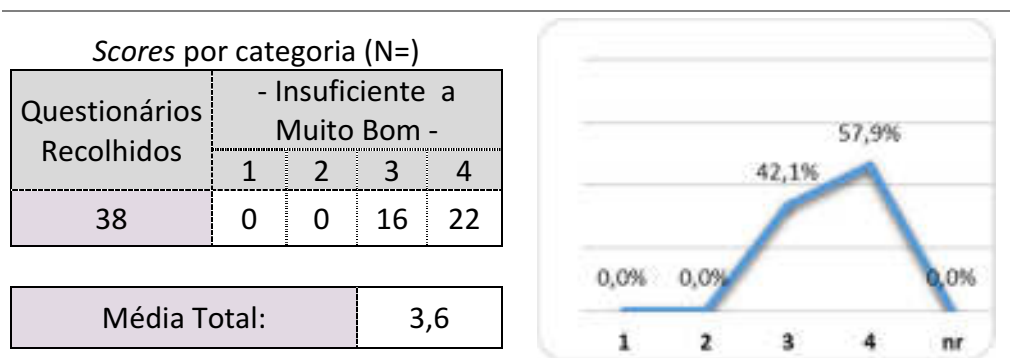 Scores por categoria (N=)
Questionários
Recolhidos
- Insuficiente a
Muito Bom -
1 2 3 4
38 0 0 16 22
Média Total: 3,6
57,9%
42,1%
0,0% 0,0% 0,0%
1 2 3 4 nr